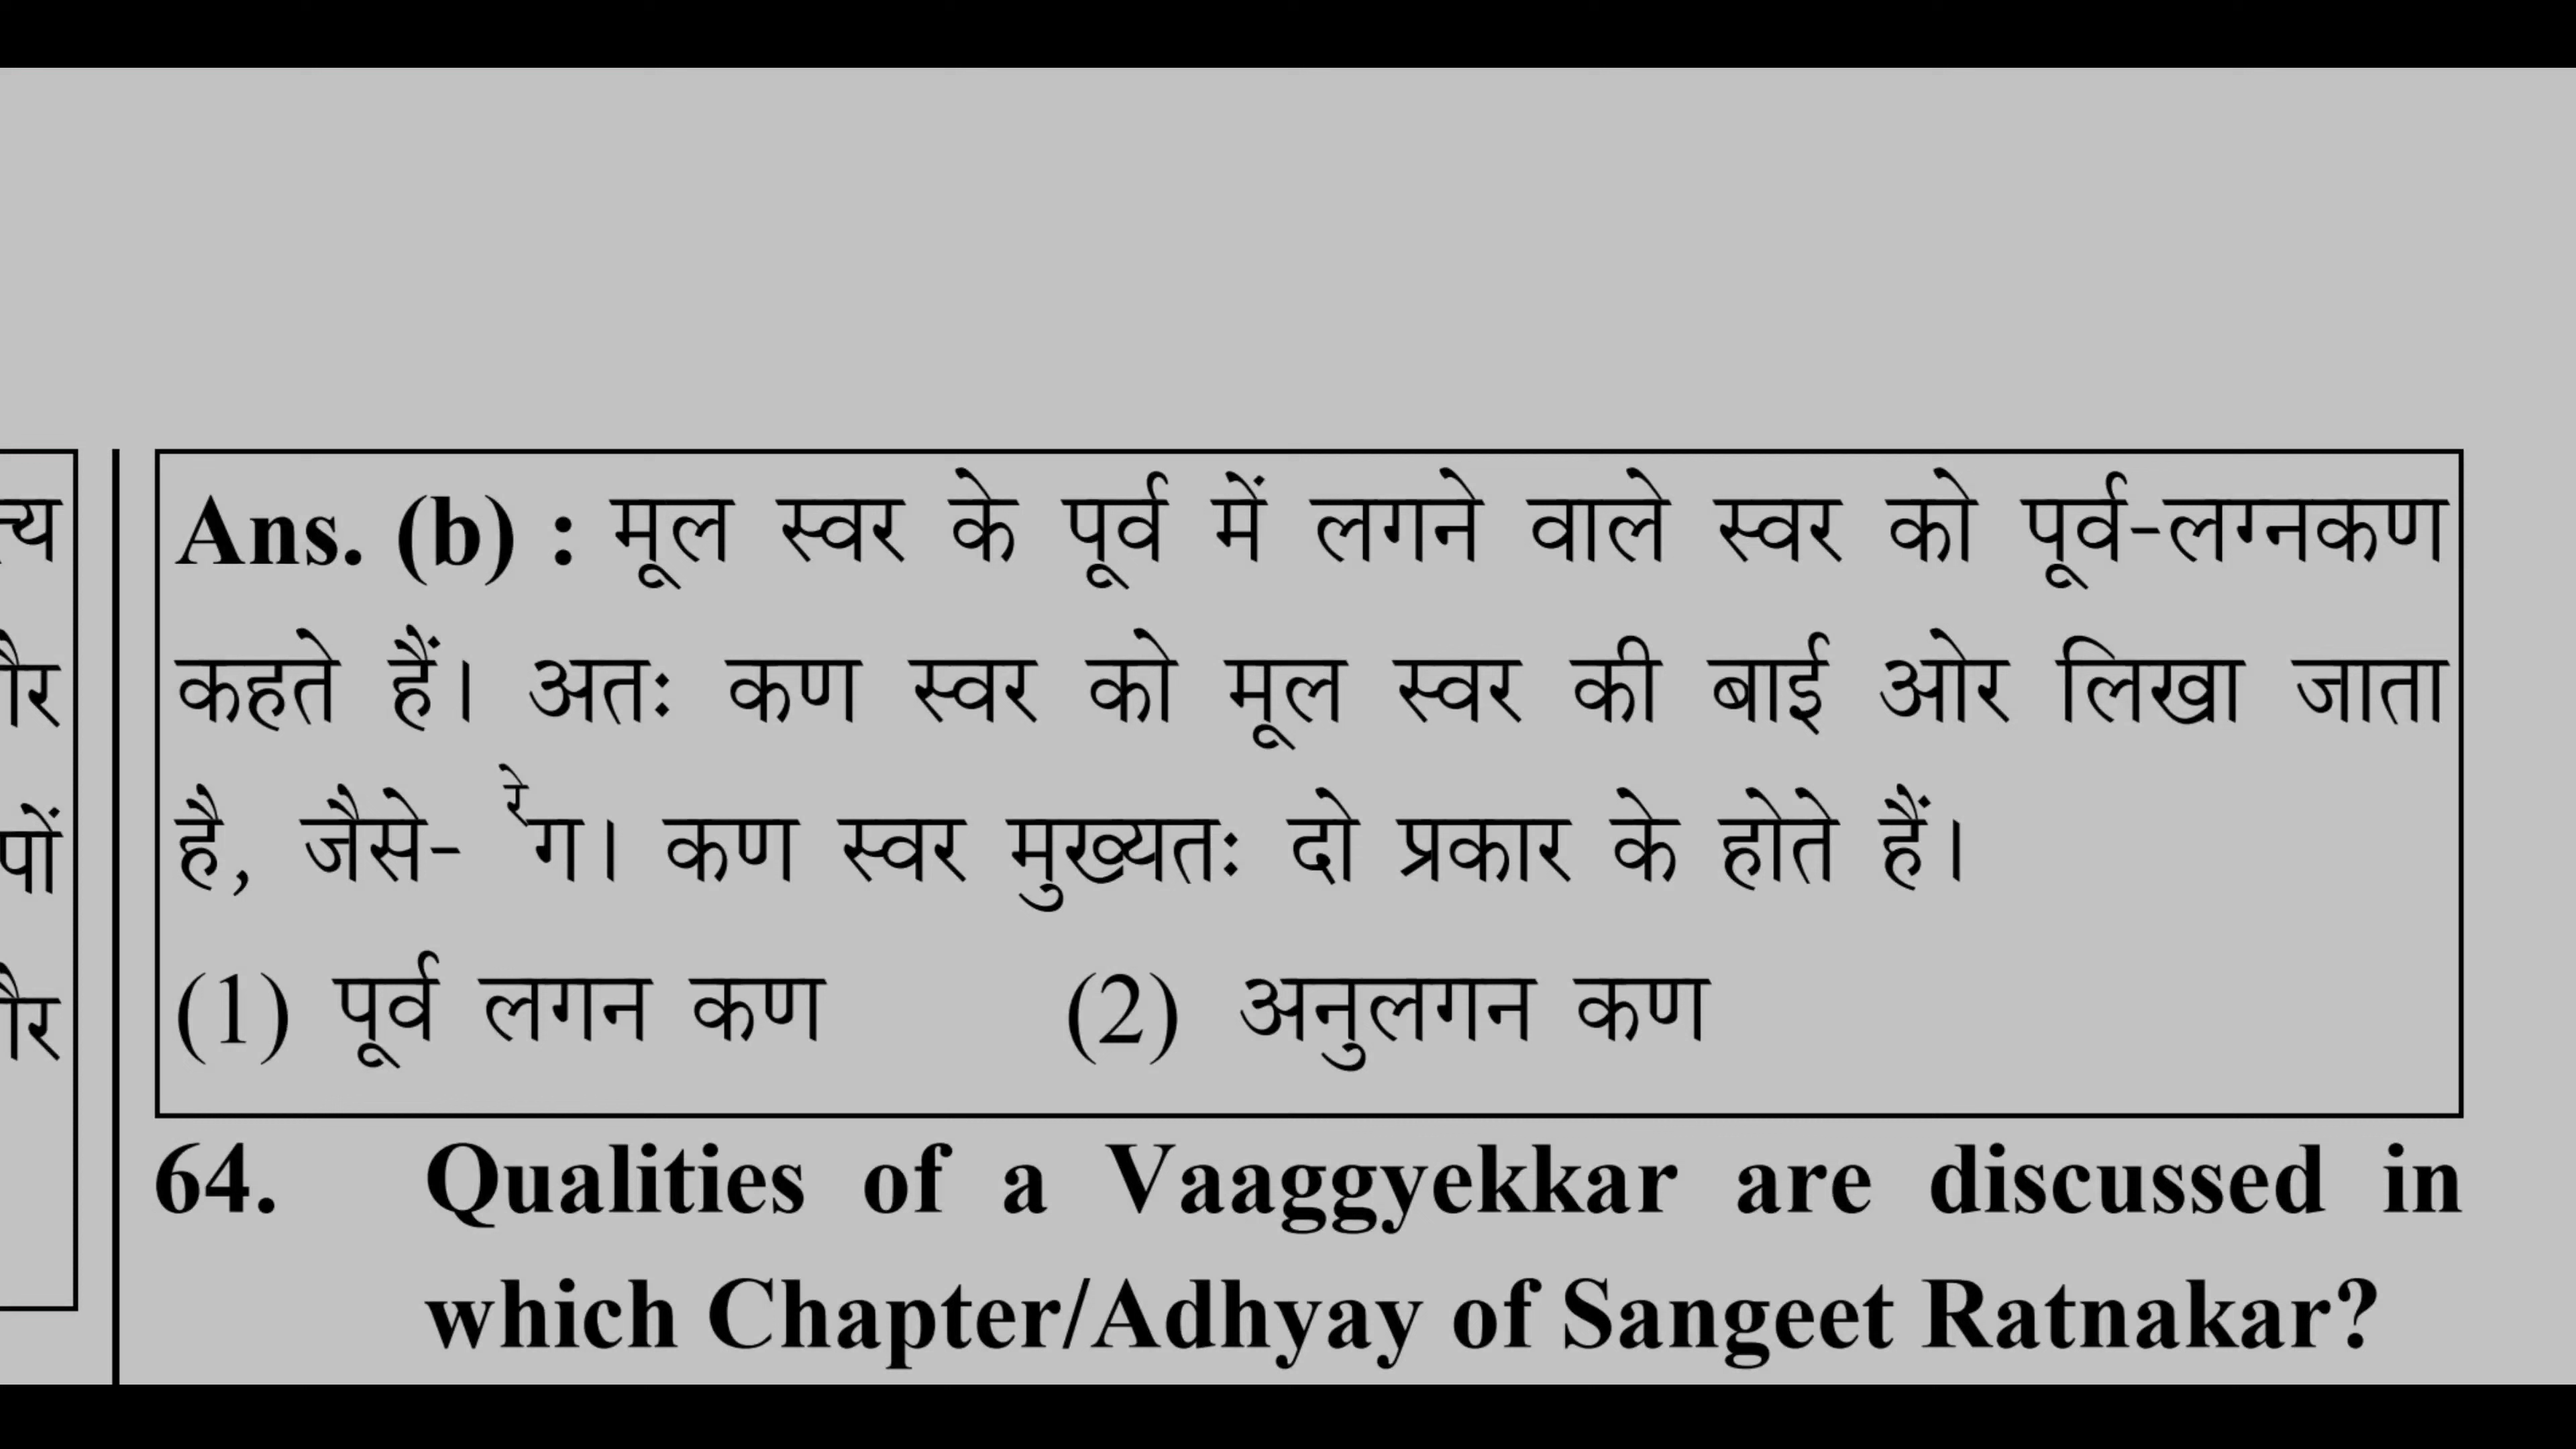 Ans. (b) : मूल स्वर के पूर्व में लगने वाले स्वर को पूर्व-लग्नकण
कहते हैं। अतः कण स्वर को मूल स्वर की बाई ओर लिखा जाता
है, जैसे- रेग। कण स्वर मुख्यतः दो प्रकार के होते हैं।
(1) पूर्व लगन कण (2) अनुलगन कण
64. Qualities of a Vaaggyekkar are discussed in
which Chapter/Adhyay of Sangeet Ratnakar?